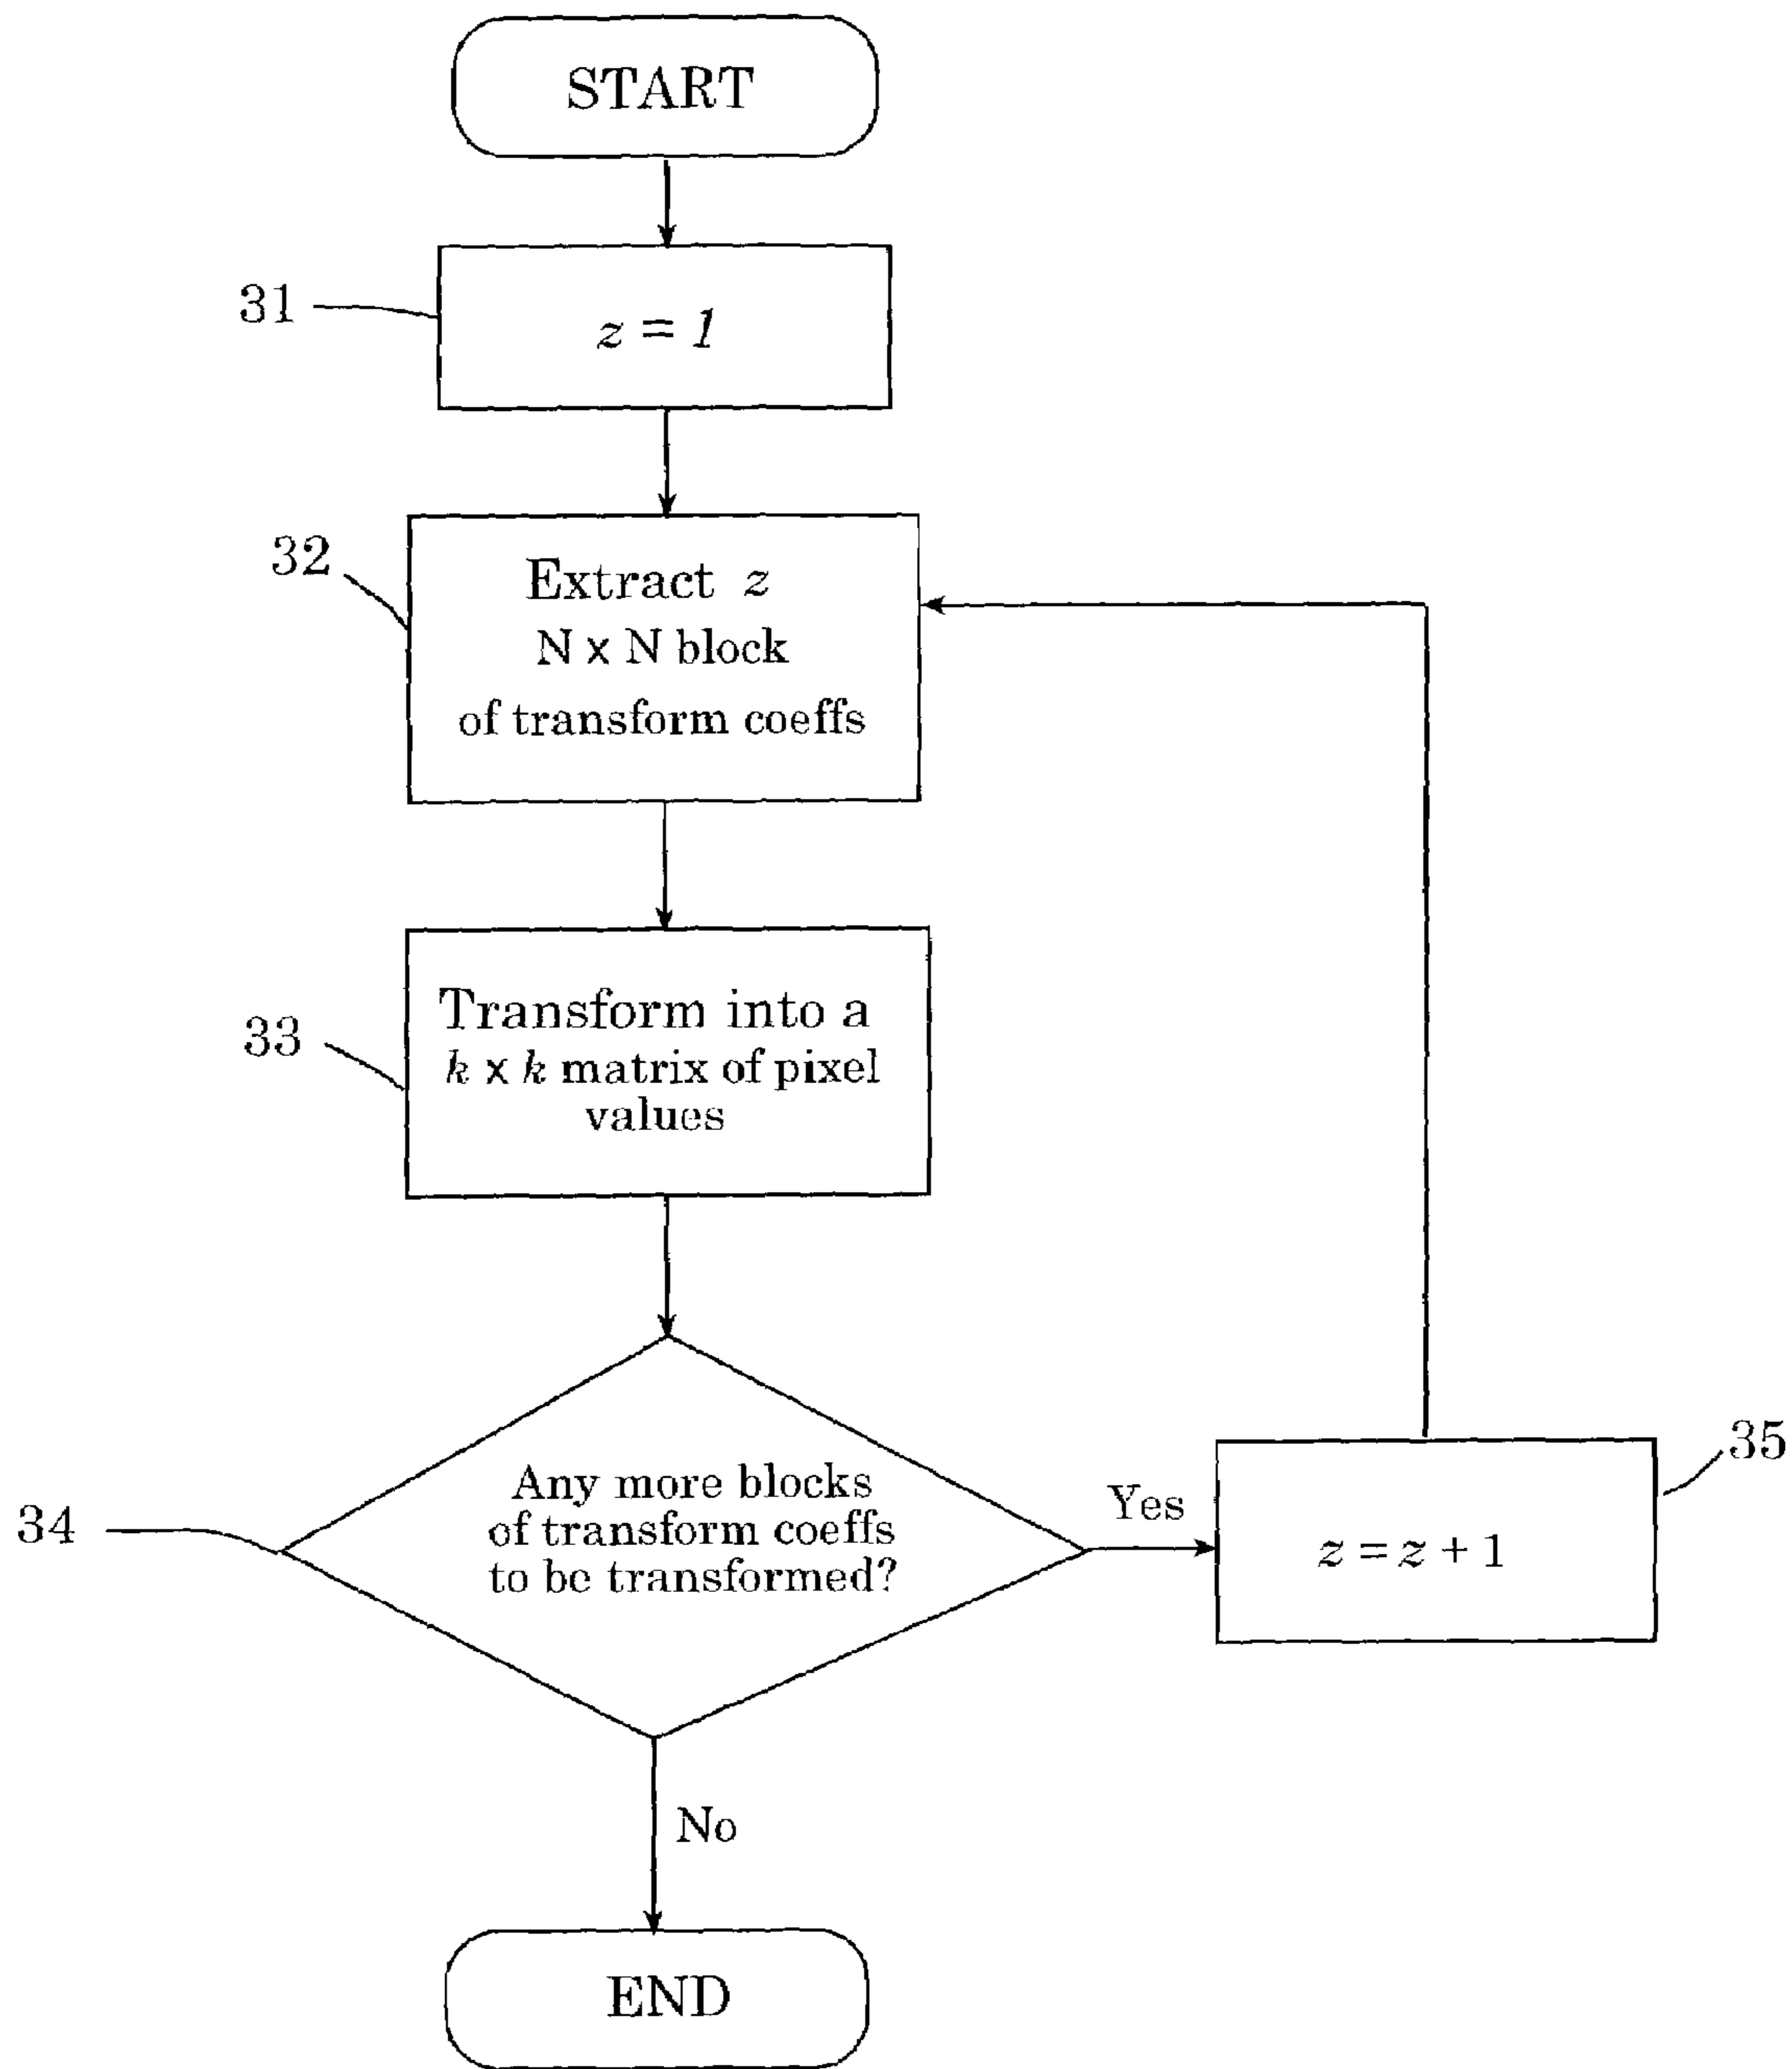 START
31
z = 1
32
Extract z
N x N block
of transform coeffs
33
Transform into a
k x k matrix of pixel
values
34
Any more blocks
of transform coeffs
to be transformed?
Yes
35
z = z + 1
No
END